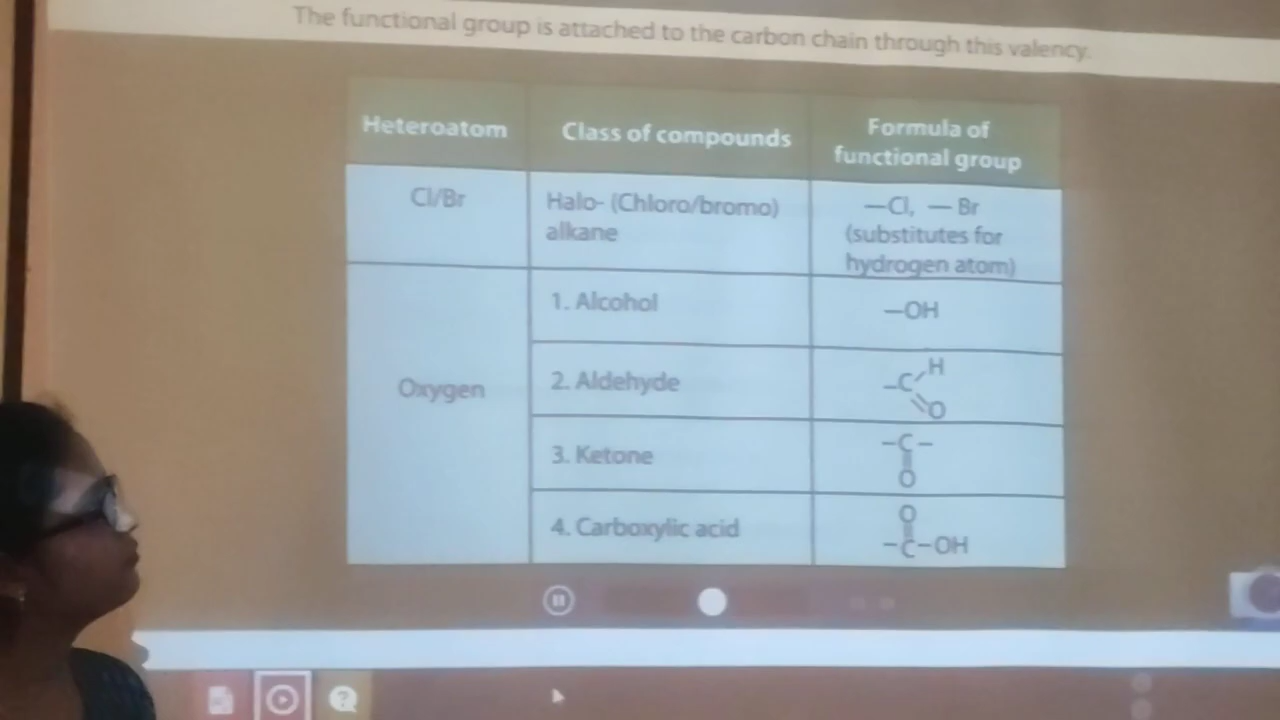 The functional group is attached to the carbon chain through this valency.
Heteroatom
Class of compounds
Formula of
functional group
Cl/Br
Halo- (Chloro/bromo)
alkane
—Cl, — Br
(substitutes for
hydrogen atom)
Oxygen
1. Alcohol
—OH
2. Aldehyde
H
–C
O
3. Ketone
–C–
O
4. Carboxylic acid
O
–C–OH
?